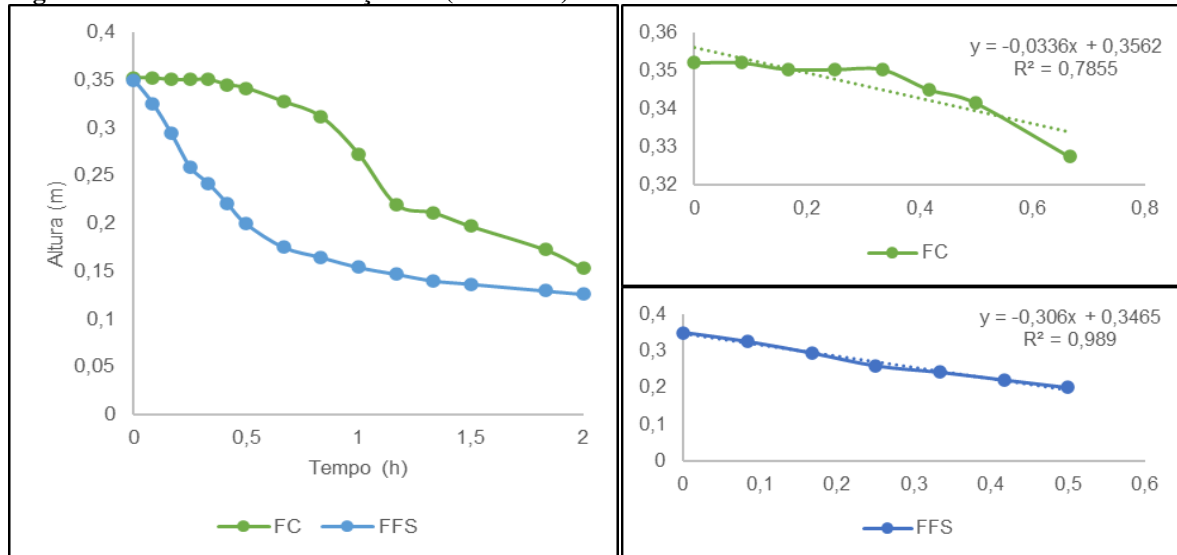 0,4
0,35
0,3
0,25
0,2
0,15
0,1
0,05
0
Altura (m)
0 0,5 1 1,5 2
Tempo (h)
FC FFS
0,36
0,35
0,34
0,33
0,32
y = -0,0336x + 0,3562
R² = 0,7855
0 0,2 0,4 0,6 0,8
FC
0,4
0,3
0,2
0,1
0
y = -0,306x + 0,3465
R² = 0,989
0 0,1 0,2 0,3 0,4 0,5 0,6
FFS